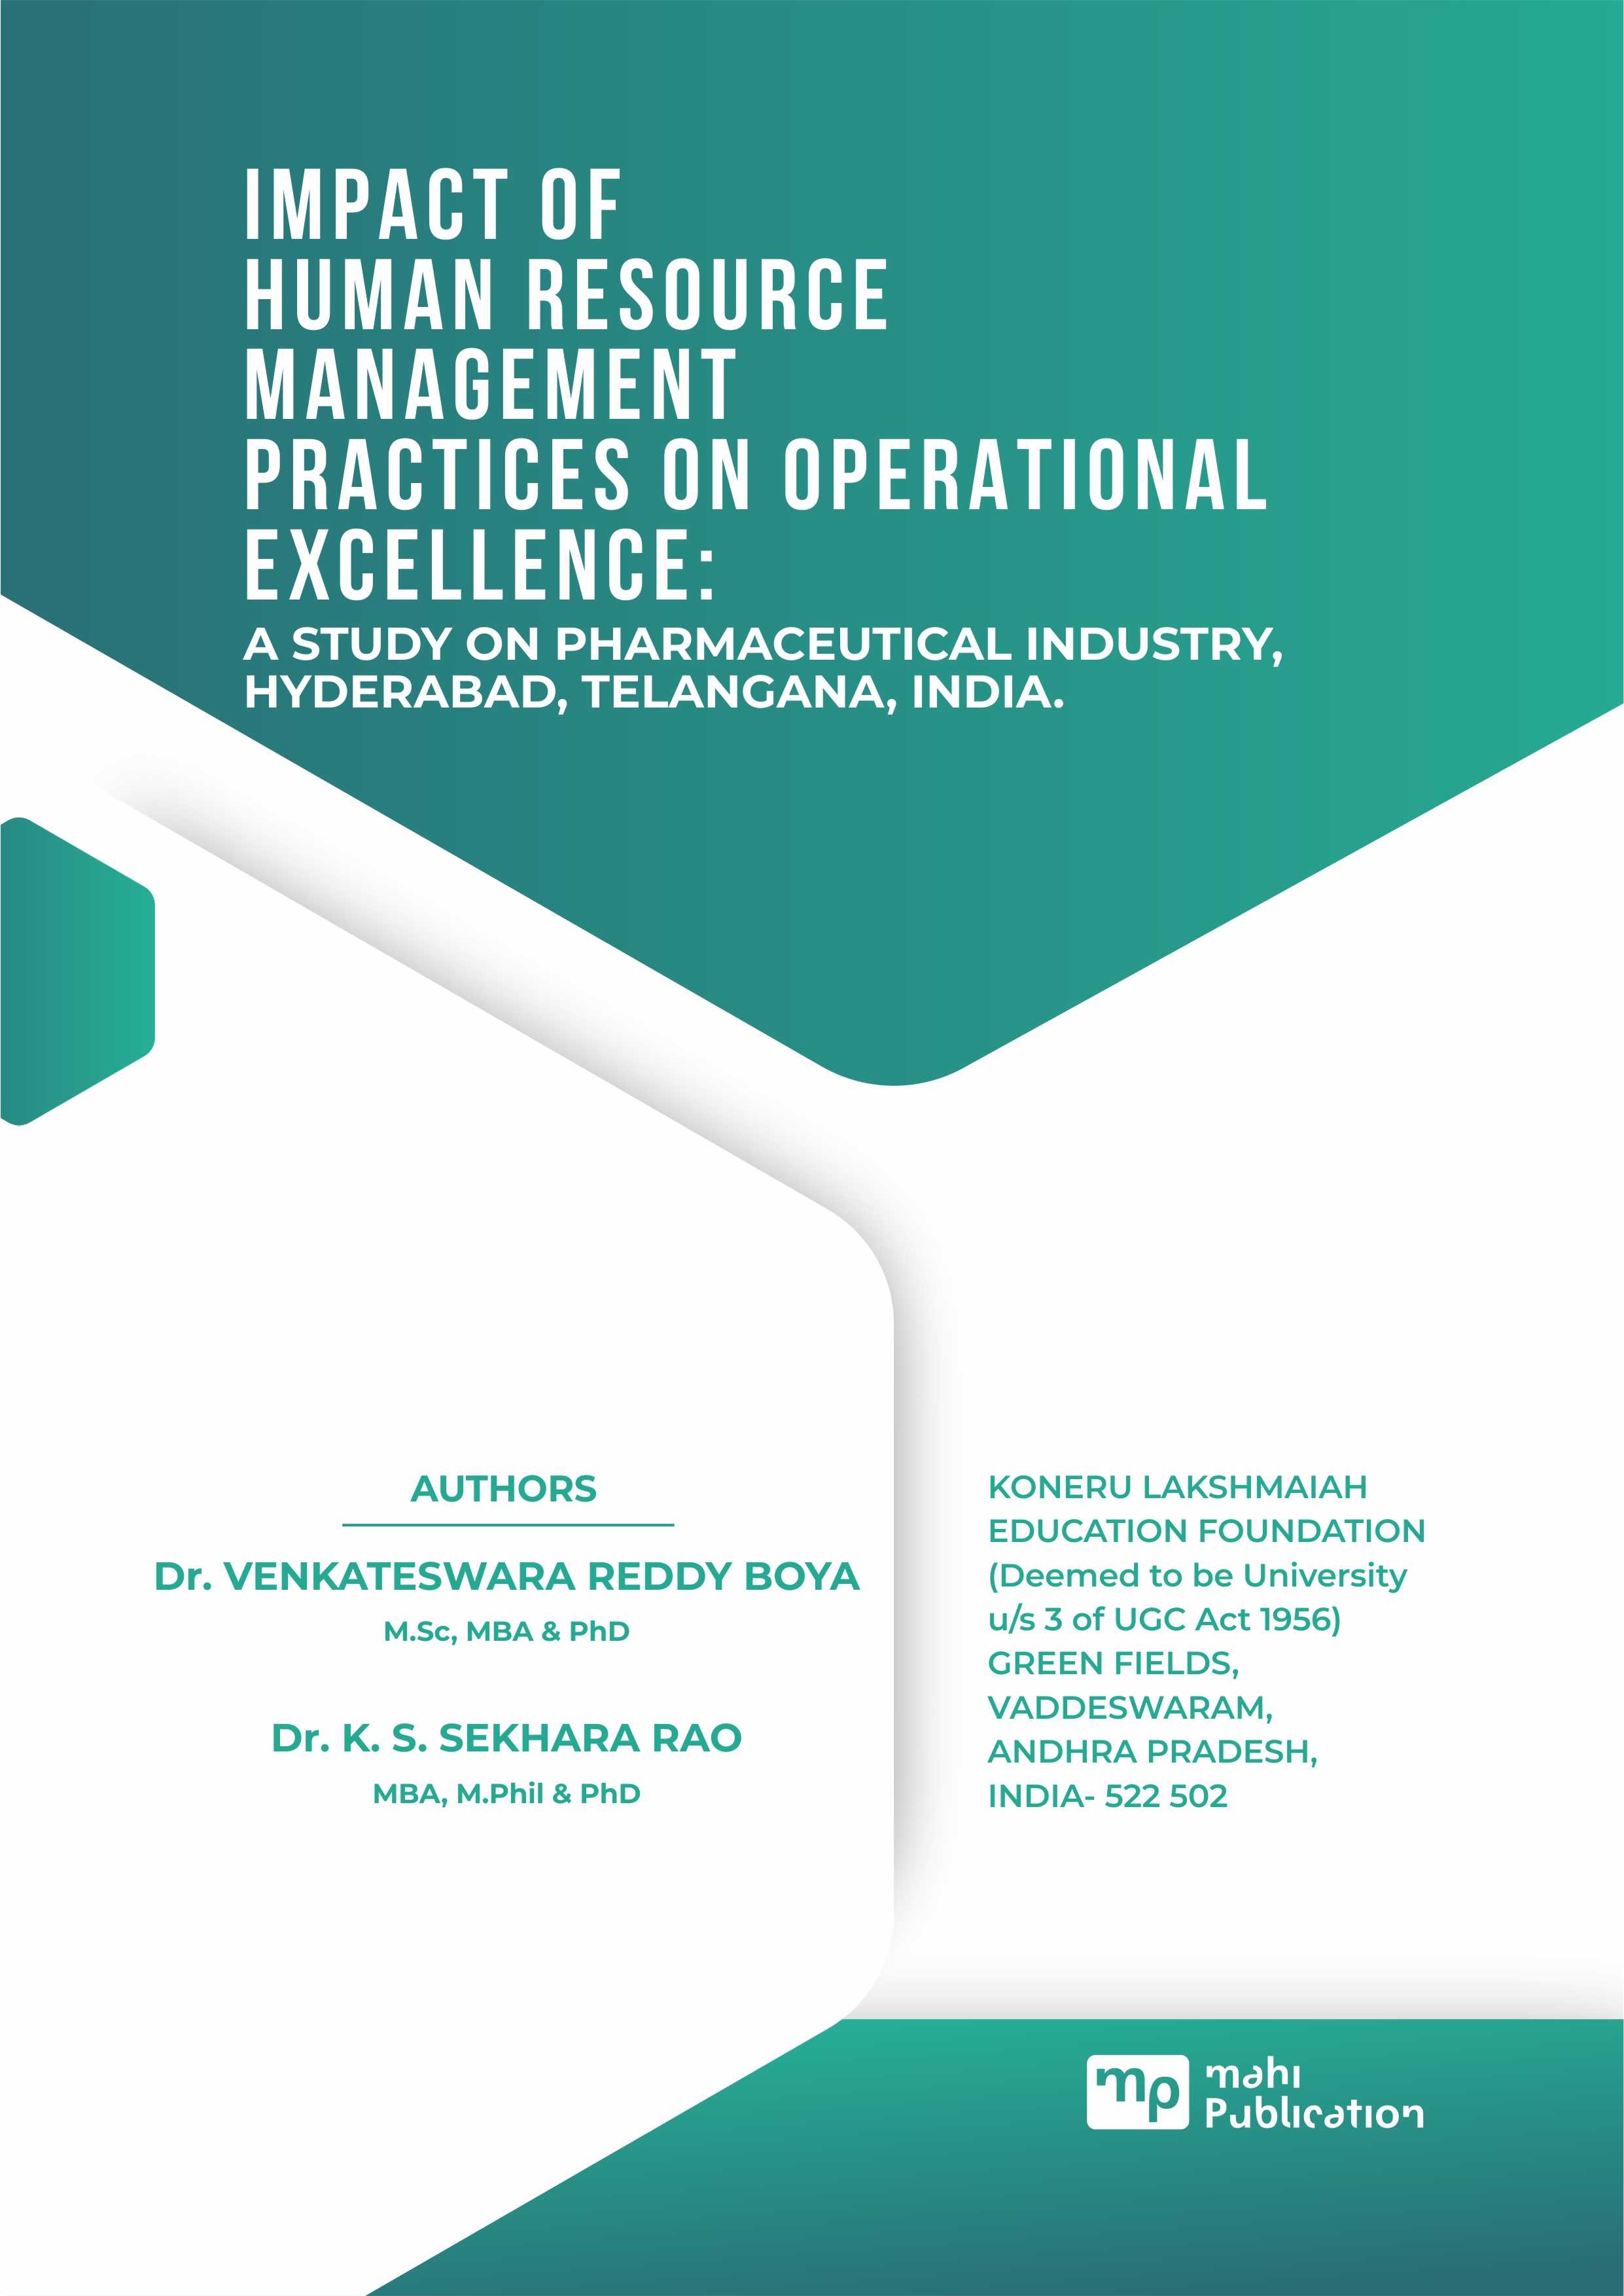 IMPACT OF
HUMAN RESOURCE
MANAGEMENT
PRACTICES ON OPERATIONAL
EXCELLENCE:
A STUDY ON PHARMACEUTICAL INDUSTRY,
HYDERABAD, TELANGANA, INDIA.
AUTHORS
Dr. VENKATESWARA REDDY BOYA
M.Sc, MBA & PhD
Dr. K. S. SEKHARA RAO
MBA, M.Phil & PhD
KONERU LAKSHMAIAH
EDUCATION FOUNDATION
(Deemed to be University
u/s 3 of UGC Act 1956)
GREEN FIELDS,
VADDESWARAM,
ANDHRA PRADESH,
INDIA- 522 502
mp
mahi
Publication